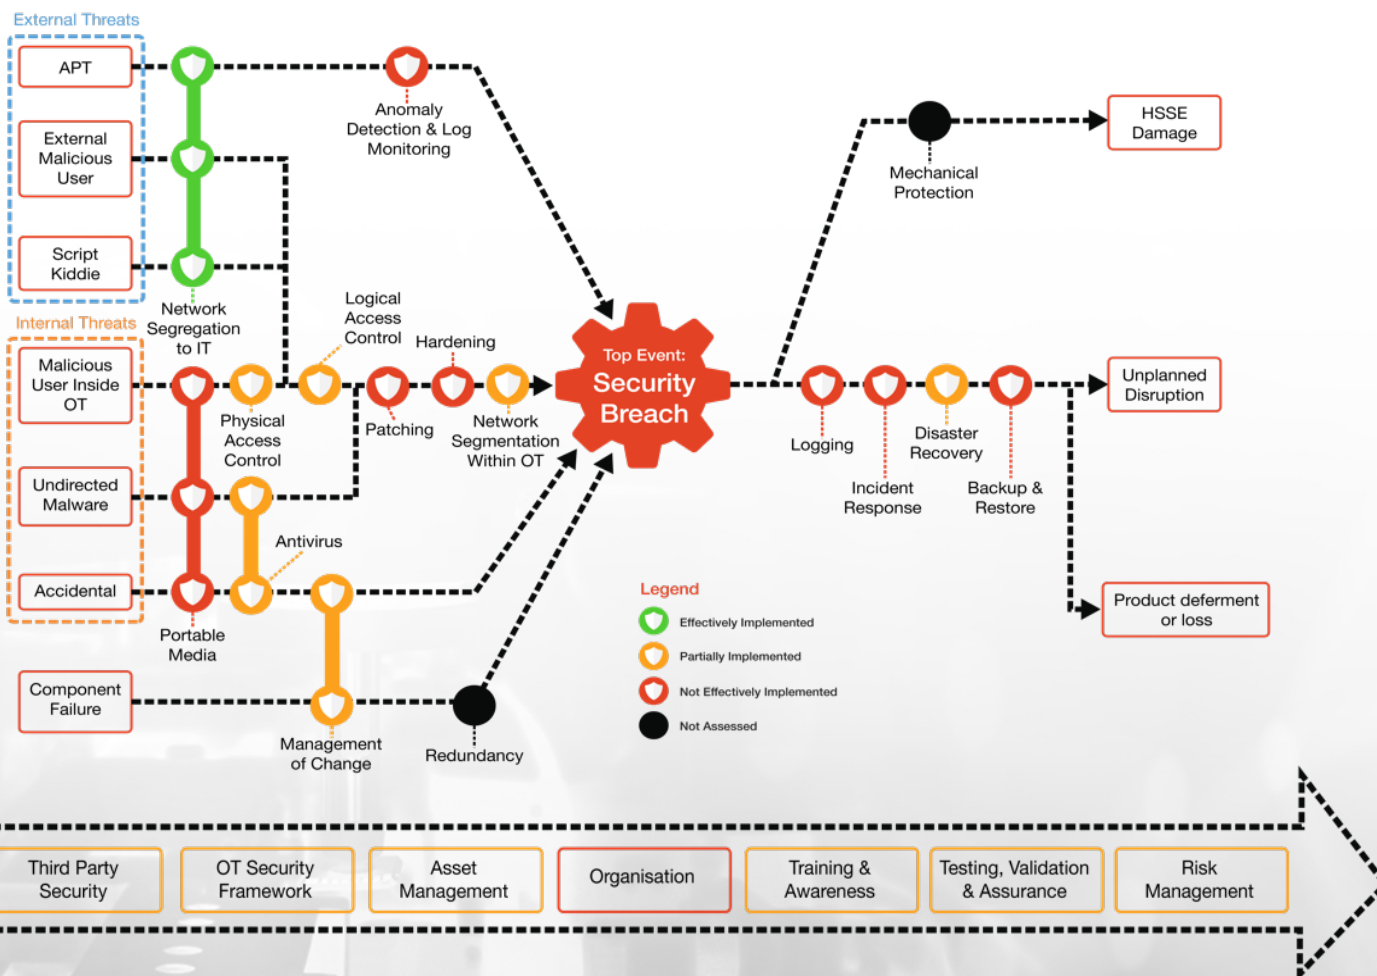 External Threats
APT
External
Malicious
User
Script
Kiddie
Network
Segregation
to IT
Anomaly
Detection & Log
Monitoring
Internal Threats
Malicious
User Inside
OT
Undirected
Malware
Accidental
Portable
Media
Component
Failure
Physical
Access
Control
Logical
Access
Control
Antivirus
Management
of Change
Patching
Hardening
Network
Segmentation
Within OT
Redundancy
Top Event:
Security
Breach
Mechanical
Protection
HSSE
Damage
Logging
Incident
Response
Disaster
Recovery
Backup &
Restore
Unplanned
Disruption
Product deferment
or loss
Legend
Effectively Implemented
Partially Implemented
Not Effectively Implemented
Not Assessed
Third Party
Security
OT Security
Framework
Asset
Management
Organisation
Training &
Awareness
Testing, Validation
& Assurance
Risk
Management